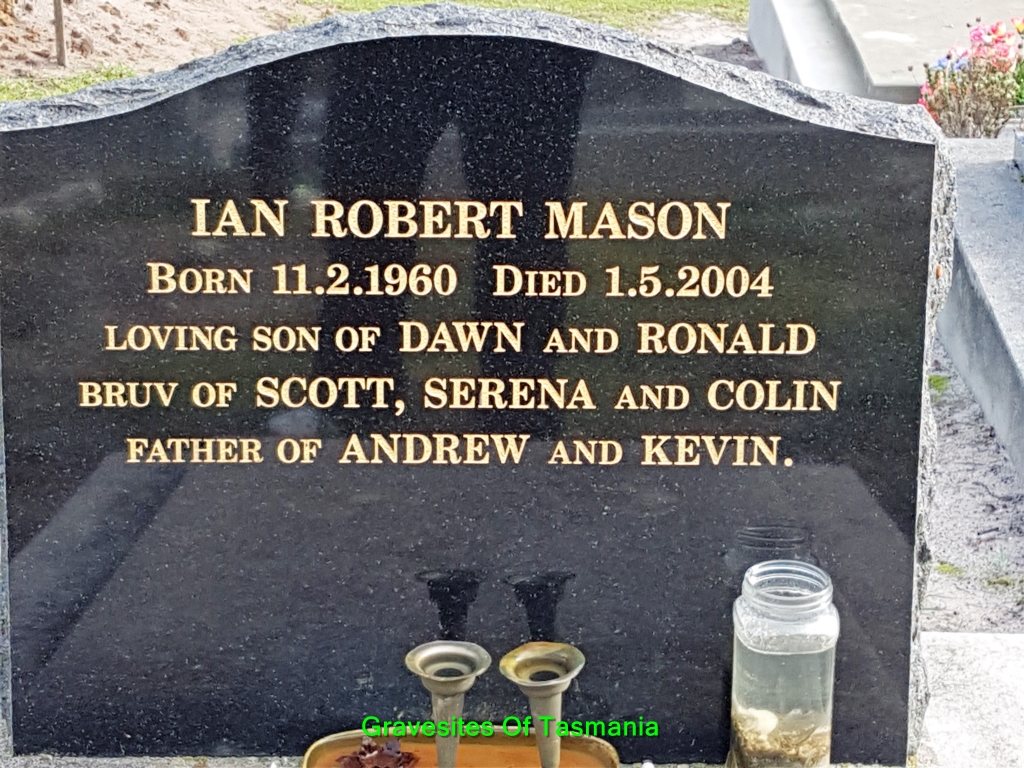 IAN ROBERT MASON
BORN 11.2.1960 DIED 1.5.2004
LOVING SON OF DAWN AND RONALD
BRUV OF SCOTT, SERENA AND COLIN
FATHER OF ANDREW AND KEVIN.
Gravesites Of Tasmania